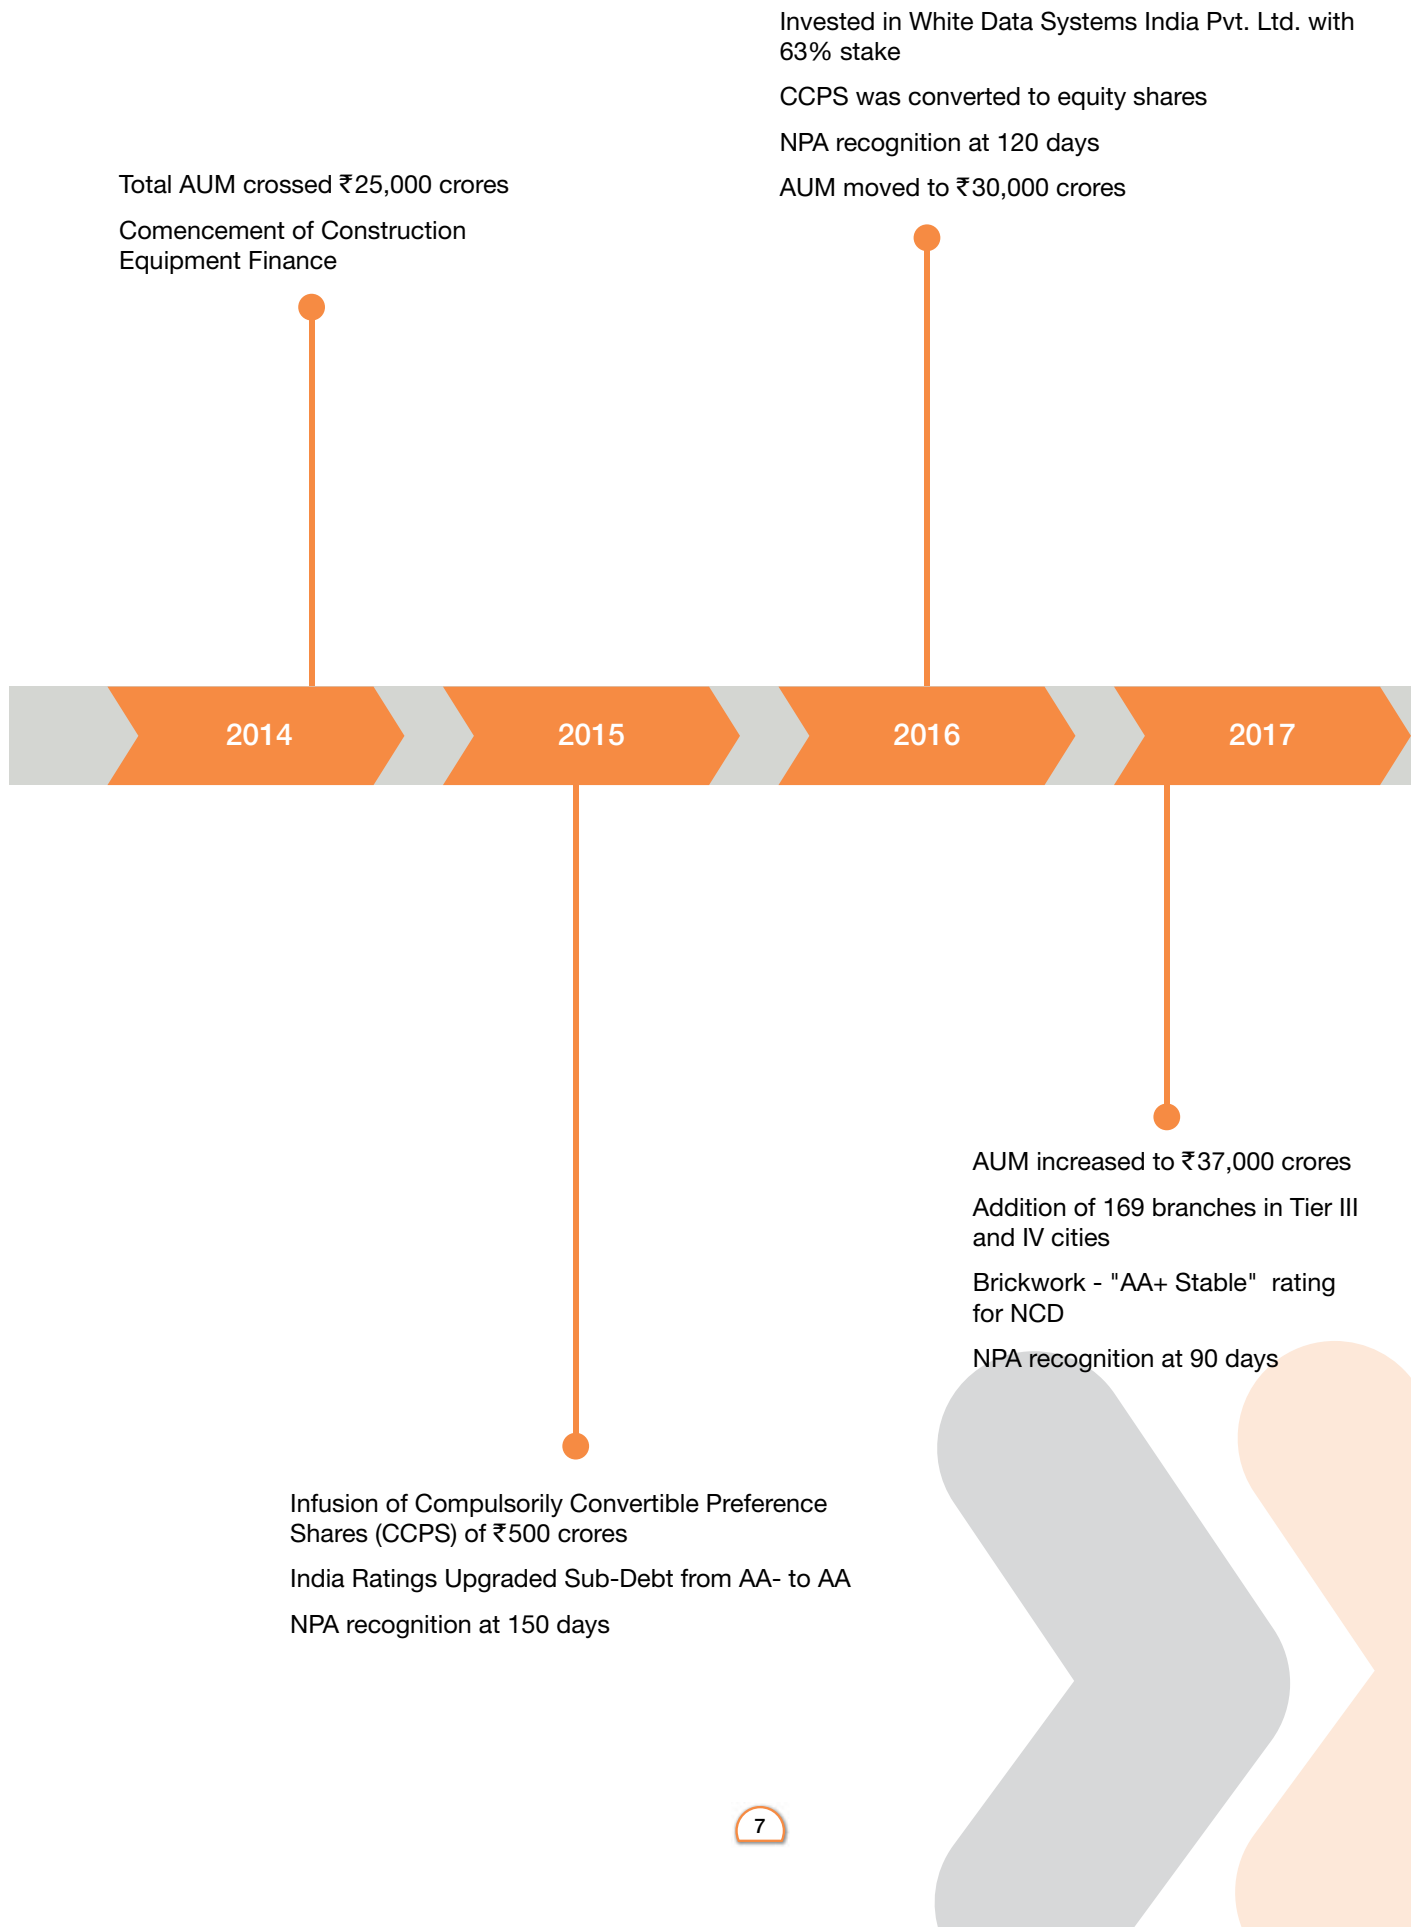 Invested in White Data Systems India Pvt. Ltd. with
63% stake
CCPS was converted to equity shares
NPA recognition at 120 days
AUM moved to ₹30,000 crores
Total AUM crossed ₹25,000 crores
Comencement of Construction
Equipment Finance
2014
2015
2016
2017
AUM increased to ₹37,000 crores
Addition of 169 branches in Tier III
and IV cities
Brickwork - "AA+ Stable"  rating
for NCD
NPA recognition at 90 days
Infusion of Compulsorily Convertible Preference
Shares (CCPS) of ₹500 crores
India Ratings Upgraded Sub-Debt from AA- to AA
NPA recognition at 150 days
7